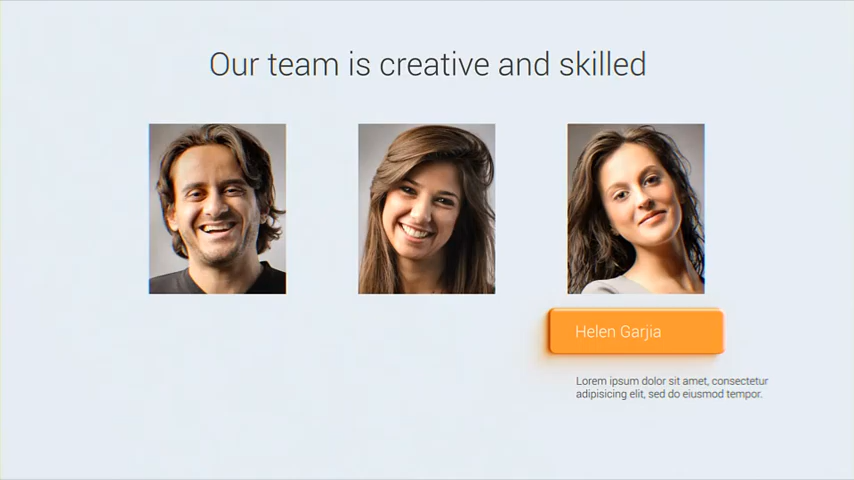 Our team is creative and skilled
Helen Garjia
Lorem ipsum dolor sit amet, consectetur
adipisicing elit, sed do eiusmod tempor.